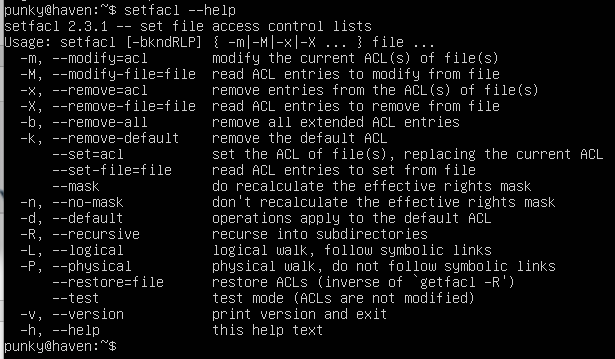 punky@haven:~$ setfacl --help
setfacl 2.3.1 -- set file access control lists
Usage: setfacl [-bkndRLP] { -m|-M|-x|-X ... } file ...
  -m, --modify=acl        modify the current ACL(s) of file(s)
  -M, --modify-file=file  read ACL entries to modify from file
  -x, --remove=acl        remove entries from the ACL(s) of file(s)
  -X, --remove-file=file  read ACL entries to remove from file
  -b, --remove-all        remove all extended ACL entries
  -k, --remove-default    remove the default ACL
      --set=acl           set the ACL of file(s), replacing the current ACL
      --set-file=file     read ACL entries to set from file
      --mask              do recalculate the effective rights mask
  -n, --no-mask           don't recalculate the effective rights mask
  -d, --default           operations apply to the default ACL
  -R, --recursive         recurse into subdirectories
  -L, --logical           logical walk, follow symbolic links
  -P, --physical          physical walk, do not follow symbolic links
      --restore=file      restore ACLs (inverse of `getfacl -R')
      --test              test mode (ACLs are not modified)
  -v, --version           print version and exit
  -h, --help              this help text
punky@haven:~$